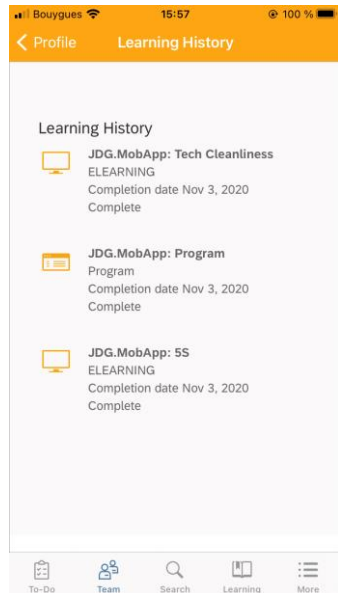 Bouygues 15:57 100 %
Profile Learning History
Learning History
JDG.MobApp: Tech Cleanliness
ELEARNING
Completion date Nov 3, 2020
Complete
JDG.MobApp: Program
Program
Completion date Nov 3, 2020
Complete
JDG.MobApp: 5S
ELEARNING
Completion date Nov 3, 2020
Complete
To-Do Team Search Learning More